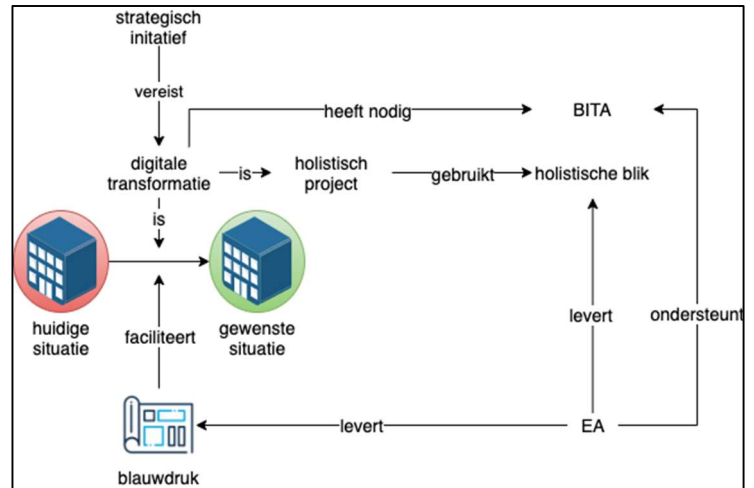 strategisch
initatief
vereist
heeft nodig
BITA
digitale
transformatie
is
holistisch
project
gebruikt
holistische blik
is
huidige
situatie
gewenste
situatie
faciliteert
levert
ondersteunt
levert
EA
blauwdruk